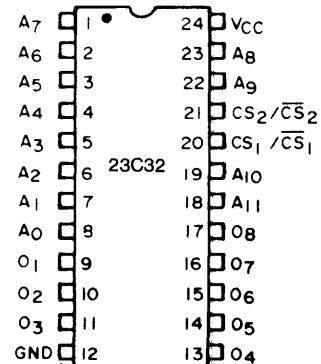 A7 1 24 VCC
A6 2 23 A8
A5 3 22 A9
A4 4 21 CS2/C̅S̅2
A3 5 20 CS1/C̅S̅1
A2 6 23C32 19 A10
A1 7 18 A11
A0 8 17 O8
O1 9 16 O7
O2 10 15 O6
O3 11 14 O5
GND 12 13 O4